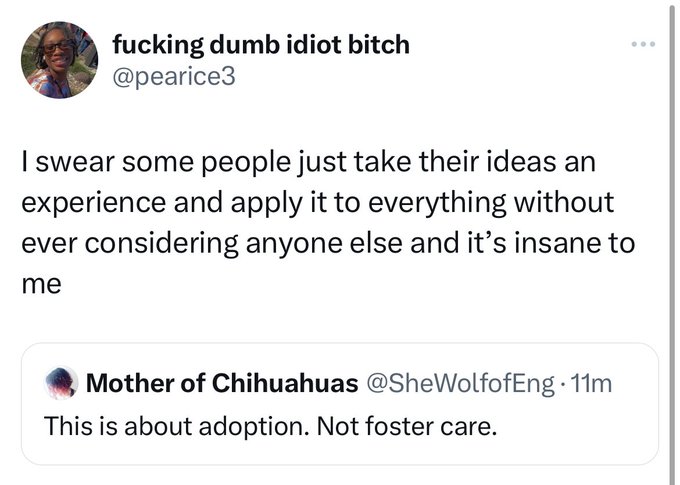 fucking dumb idiot bitch
@pearice3
I swear some people just take their ideas an
experience and apply it to everything without
ever considering anyone else and it’s insane to
me
Mother of Chihuahuas @SheWolfofEng · 11m
This is about adoption. Not foster care.